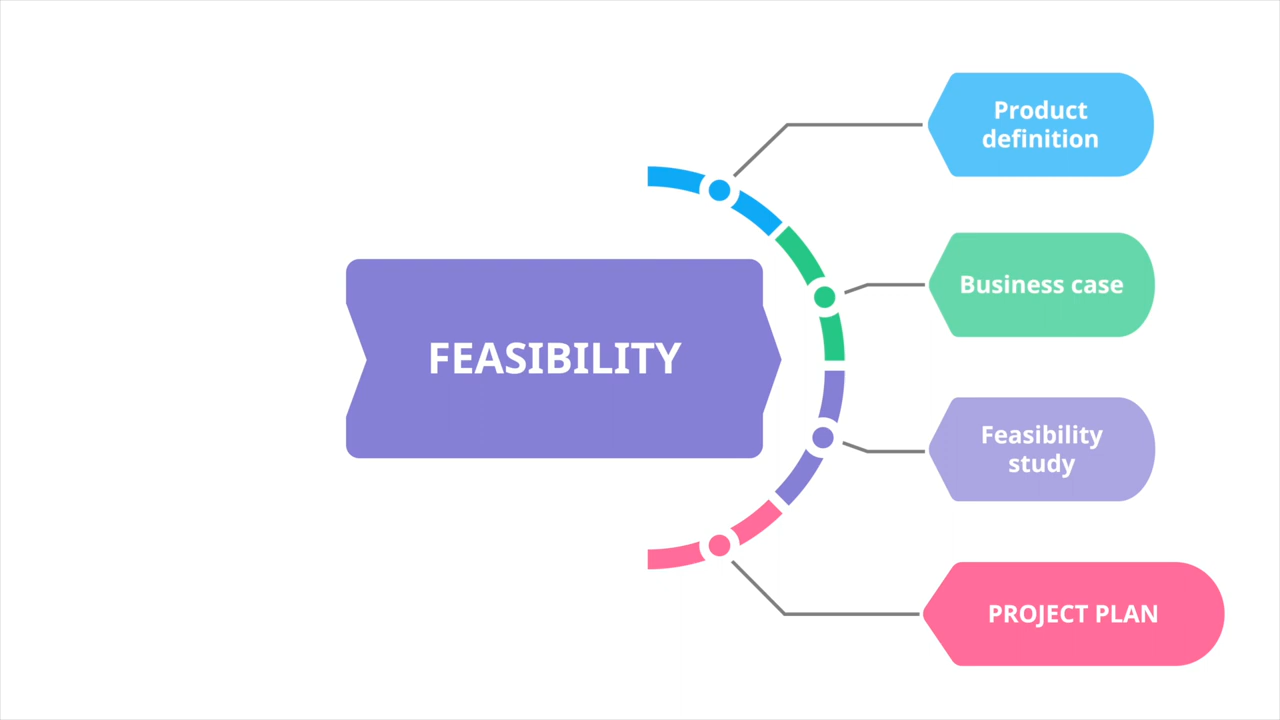 FEASIBILITY
Product
definition
Business case
Feasibility
study
PROJECT PLAN